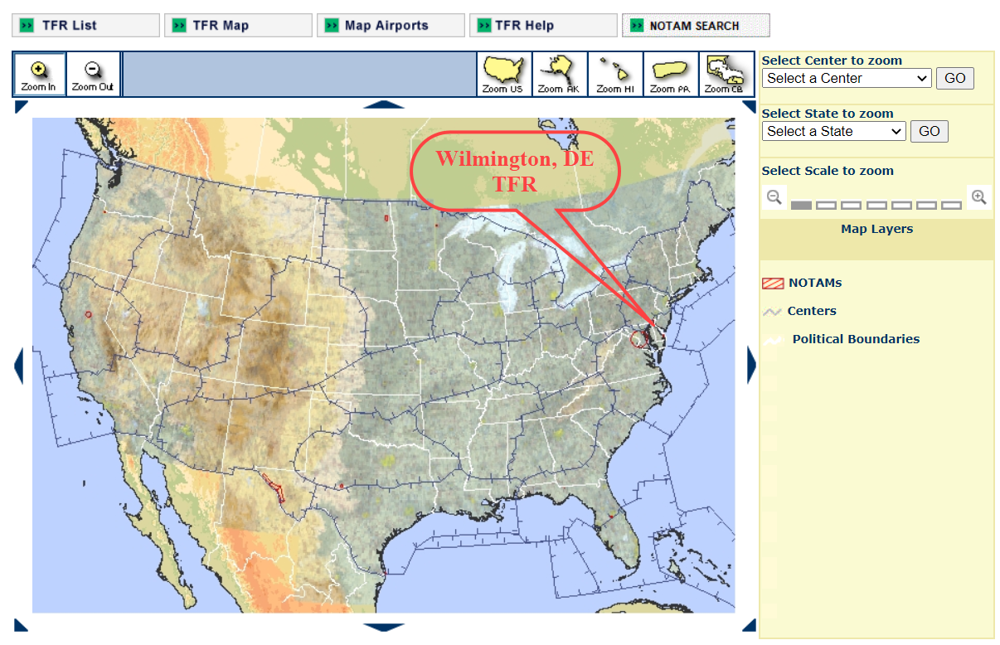 TFR List
TFR Map
Map Airports
TFR Help
NOTAM SEARCH
Zoom In
Zoom Out
Zoom US
Zoom AK
Zoom HI
Zoom PR
Zoom CB
Select Center to zoom
Select a Center
GO
Select State to zoom
Select a State
GO
Select Scale to zoom
Map Layers
NOTAMs
Centers
Political Boundaries
Wilmington, DE
TFR